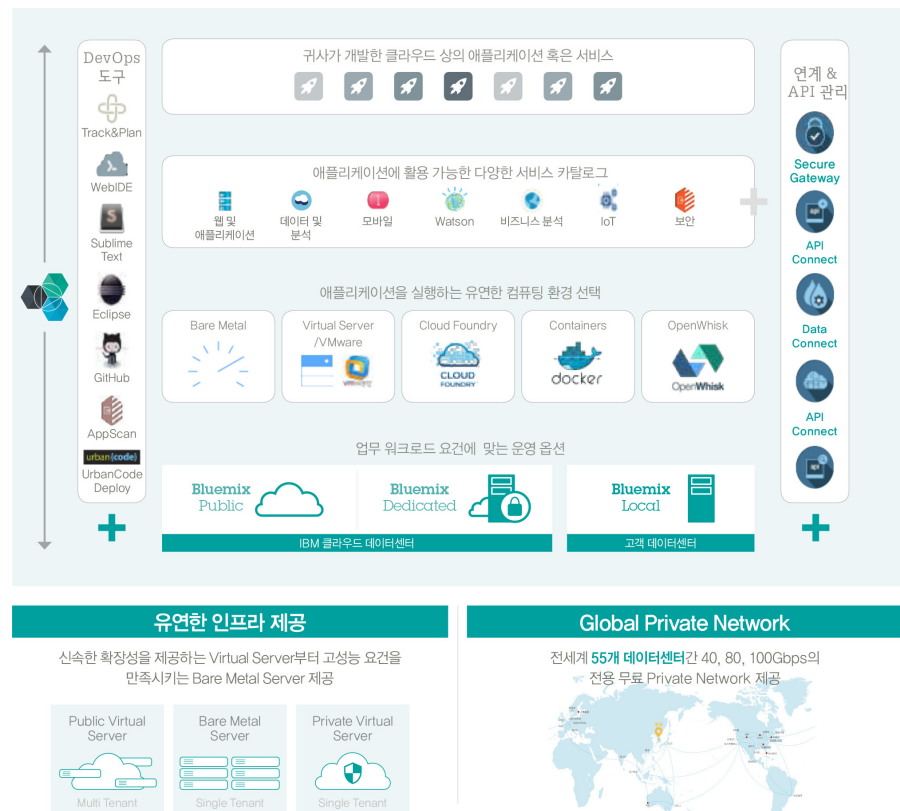 DevOps
도구
Track&Plan
WebIDE
S
Sublime
Text
Eclipse
GitHub
AppScan
urban{code}
UrbanCode
Deploy
귀사가 개발한 클라우드 상의 애플리케이션 혹은 서비스
애플리케이션에 활용 가능한 다양한 서비스 카탈로그
웹 및
애플리케이션
데이터 및
분석
모바일
Watson
비즈니스 분석
IoT
보안
애플리케이션을 실행하는 유연한 컴퓨팅 환경 선택
Bare Metal
Virtual Server
/VMware
Cloud Foundry
CLOUD
FOUNDRY
Containers
docker
OpenWhisk
OpenWhisk
업무 워크로드 요건에 맞는 운영 옵션
Bluemix
Public
Bluemix
Dedicated
IBM 클라우드 데이터센터
Bluemix
Local
고객 데이터센터
연계 &
API 관리
Secure
Gateway
API
Connect
Data
Connect
API
Connect
유연한 인프라 제공
신속한 확장성을 제공하는 Virtual Server부터 고성능 요건을
만족시키는 Bare Metal Server 제공
Public Virtual
Server
Multi Tenant
Bare Metal
Server
Single Tenant
Private Virtual
Server
Single Tenant
Global Private Network
전세계 55개 데이터센터간 40, 80, 100Gbps의
전용 무료 Private Network 제공